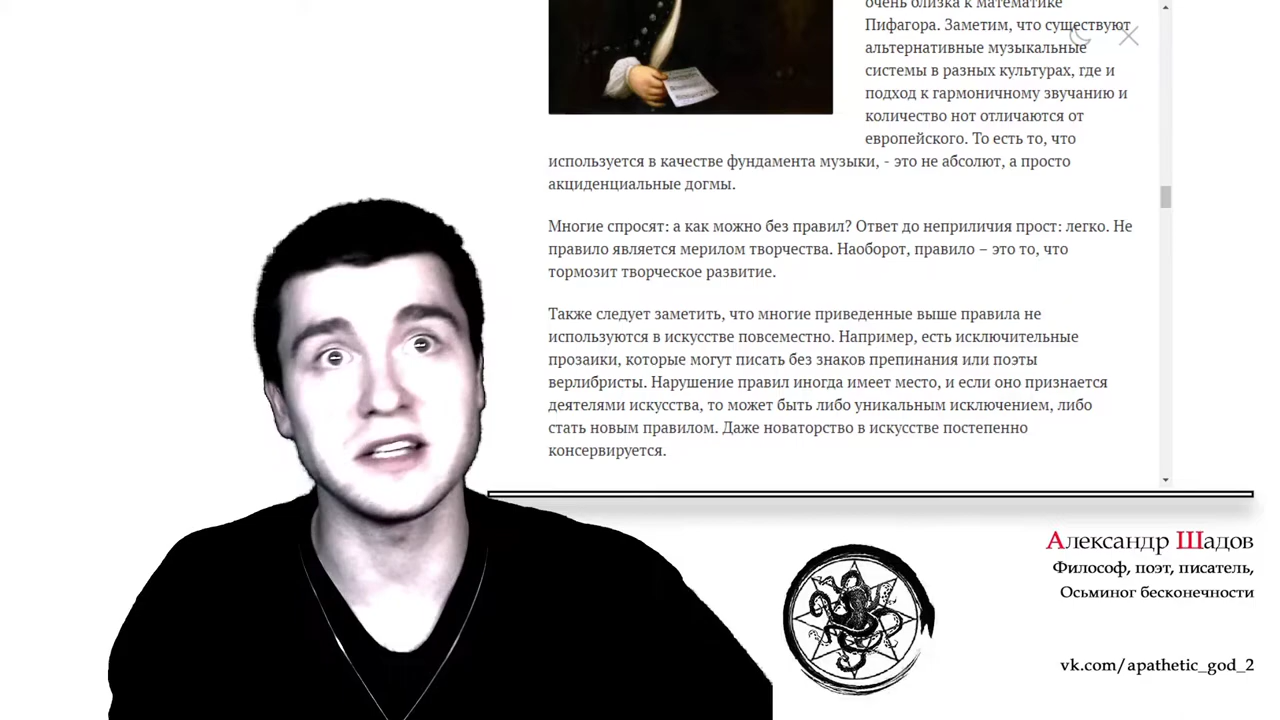 очень близка к математике
Пифагора. Заметим, что существуют
альтернативные музыкальные
системы в разных культурах, где и
подход к гармоничному звучанию и
количество нот отличаются от
европейского. То есть то, что
используется в качестве фундамента музыки, - это не абсолют, а просто
акциденциальные догмы.
Многие спросят: а как можно без правил? Ответ до неприличия прост: легко. Не
правило является мерилом творчества. Наоборот, правило – это то, что
тормозит творческое развитие.
Также следует заметить, что многие приведенные выше правила не
используются в искусстве повсеместно. Например, есть исключительные
прозаики, которые могут писать без знаков препинания или поэты
верлибристы. Нарушение правил иногда имеет место, и если оно признается
деятелями искусства, то может быть либо уникальным исключением, либо
стать новым правилом. Даже новаторство в искусстве постепенно
консервируется.
Александр Шадов
Философ, поэт, писатель,
Осьминог бесконечности
vk.com/apathetic_god_2